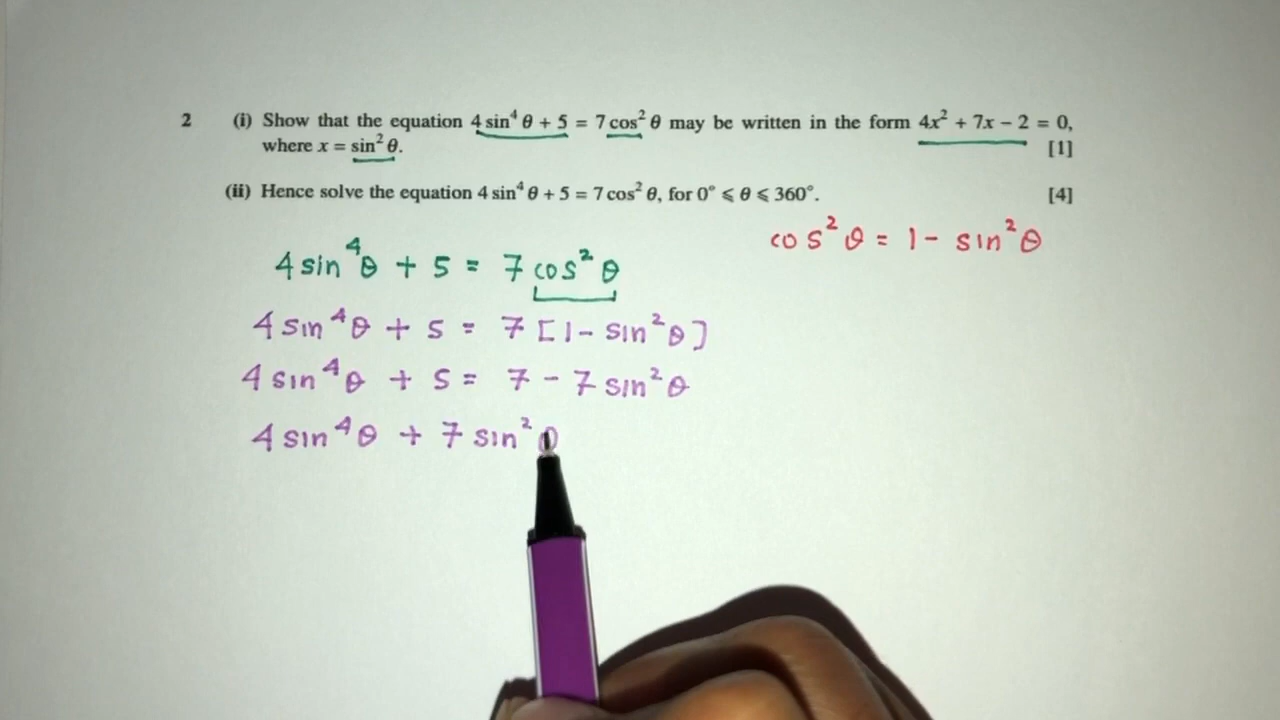 2 (i) Show that the equation 4 sin⁴ θ + 5 = 7 cos² θ may be written in the form 4x² + 7x − 2 = 0,
where x = sin² θ. [1]
(ii) Hence solve the equation 4 sin⁴ θ + 5 = 7 cos² θ, for 0° ⩽ θ ⩽ 360°. [4]
cos² θ = 1 - sin² θ
4 sin⁴ θ + 5 = 7 cos² θ
4 sin⁴ θ + 5 = 7 [1 - sin² θ]
4 sin⁴ θ + 5 = 7 - 7 sin² θ
4 sin⁴ θ + 7 sin² θ